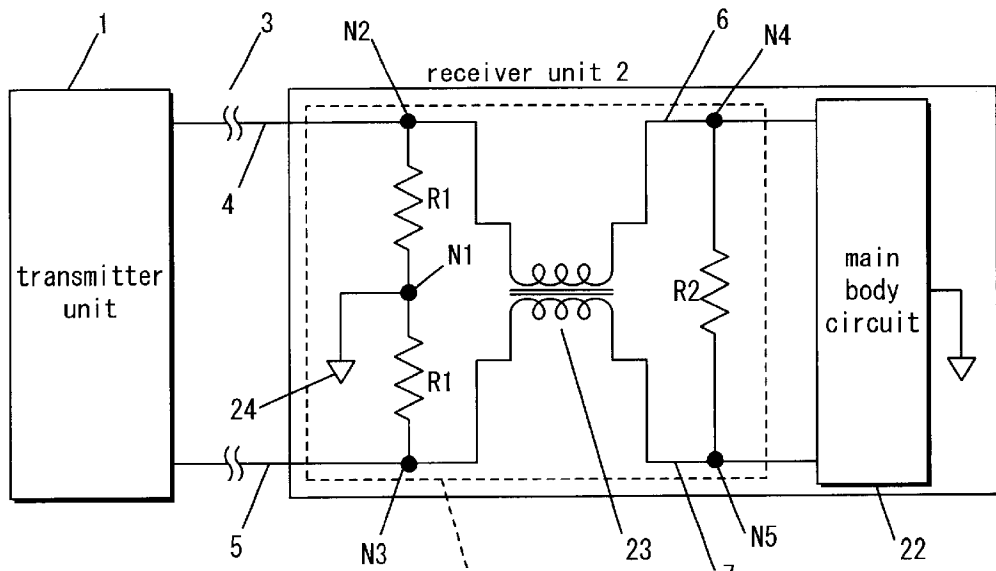 1
3
N2
6
N4
receiver unit 2
4
R1
transmitter
unit
N1
R2
main
body
circuit
24
R1
5
N3
23
N5
22